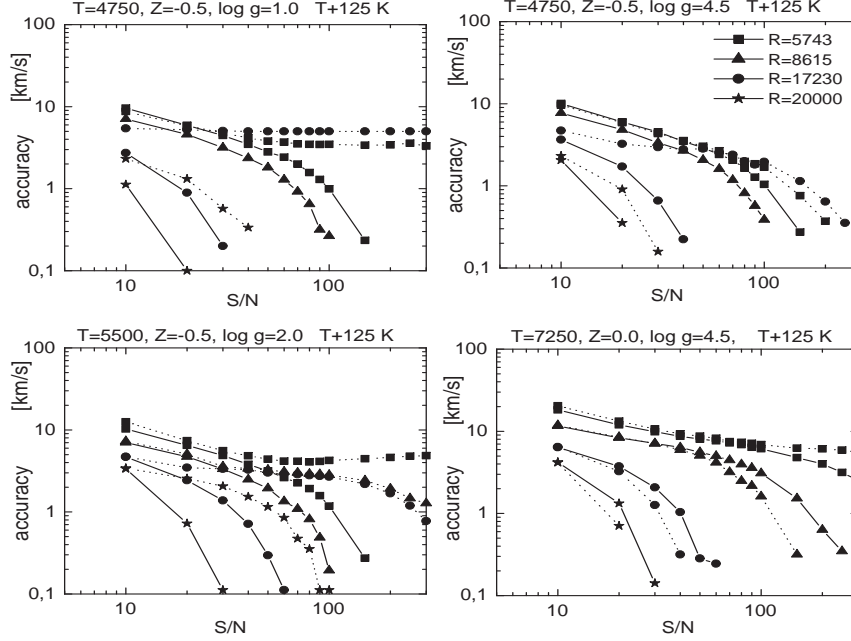 T=4750, Z=-0.5, log g=1.0 T+125 K
accuracy [km/s]
100
10
1
0,1
10 100
S/N
T=4750, Z=-0.5, log g=4.5 T+125 K
accuracy [km/s]
100
10
1
0,1
10 100
S/N
R=5743
R=8615
R=17230
R=20000
T=5500, Z=-0.5, log g=2.0 T+125 K
accuracy [km/s]
100
10
1
0,1
10 100
S/N
T=7250, Z=0.0, log g=4.5, T+125 K
accuracy [km/s]
100
10
1
0,1
10 100
S/N